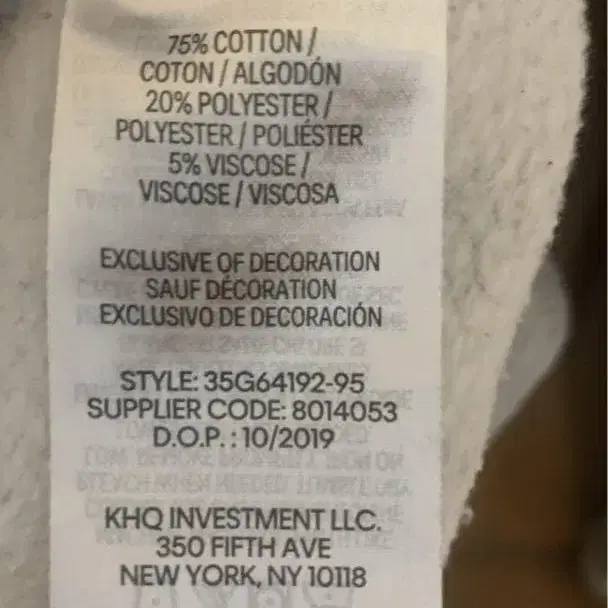 75% COTTON /
COTON / ALGODÓN
20% POLYESTER /
POLYESTER / POLIÉSTER
5% VISCOSE /
VISCOSE / VISCOSA
EXCLUSIVE OF DECORATION
SAUF DÉCORATION
EXCLUSIVO DE DECORACIÓN
STYLE: 35G64192-95
SUPPLIER CODE: 8014053
D.O.P. : 10/2019
KHQ INVESTMENT LLC.
350 FIFTH AVE
NEW YORK, NY 10118